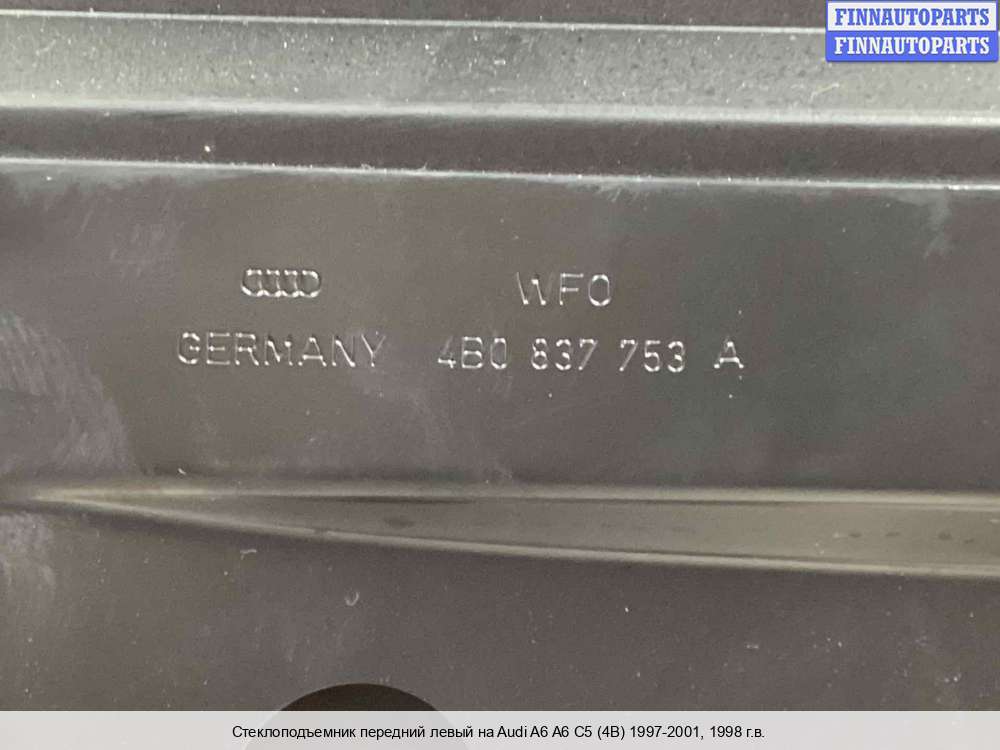 FINNAUTOPARTS
FINNAUTOPARTS
WFO
GERMANY 4B0 837 753 A
Стеклоподъемник передний левый на Audi A6 A6 C5 (4B) 1997-2001, 1998 г.в.